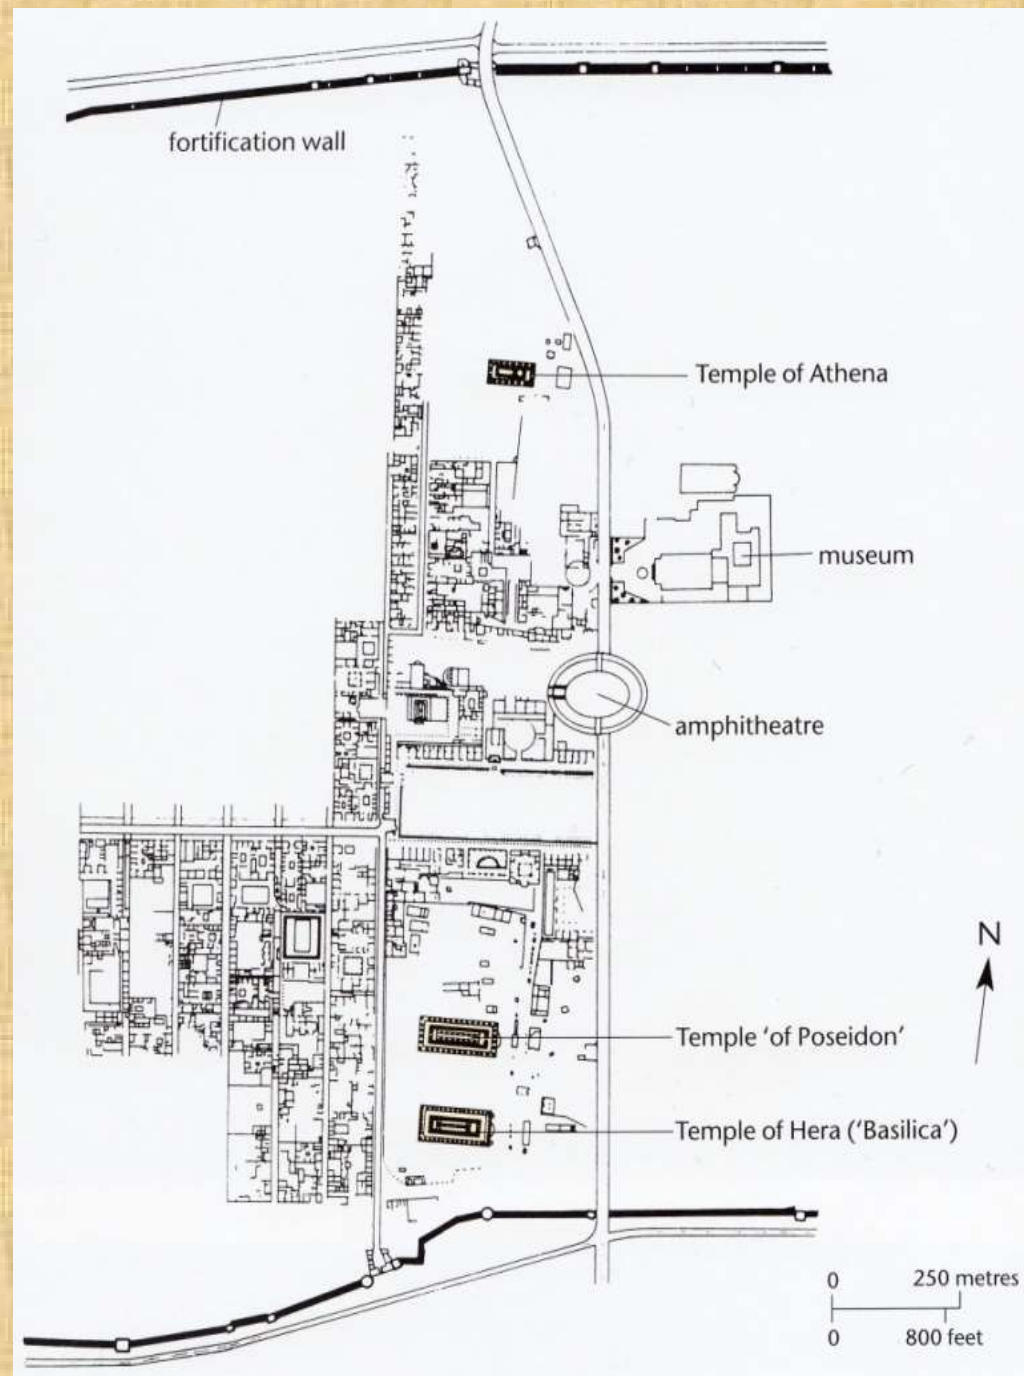 fortification wall
Temple of Athena
museum
amphitheatre
N
Temple ‘of Poseidon’
Temple of Hera (‘Basilica’)
0 250 metres
0 800 feet